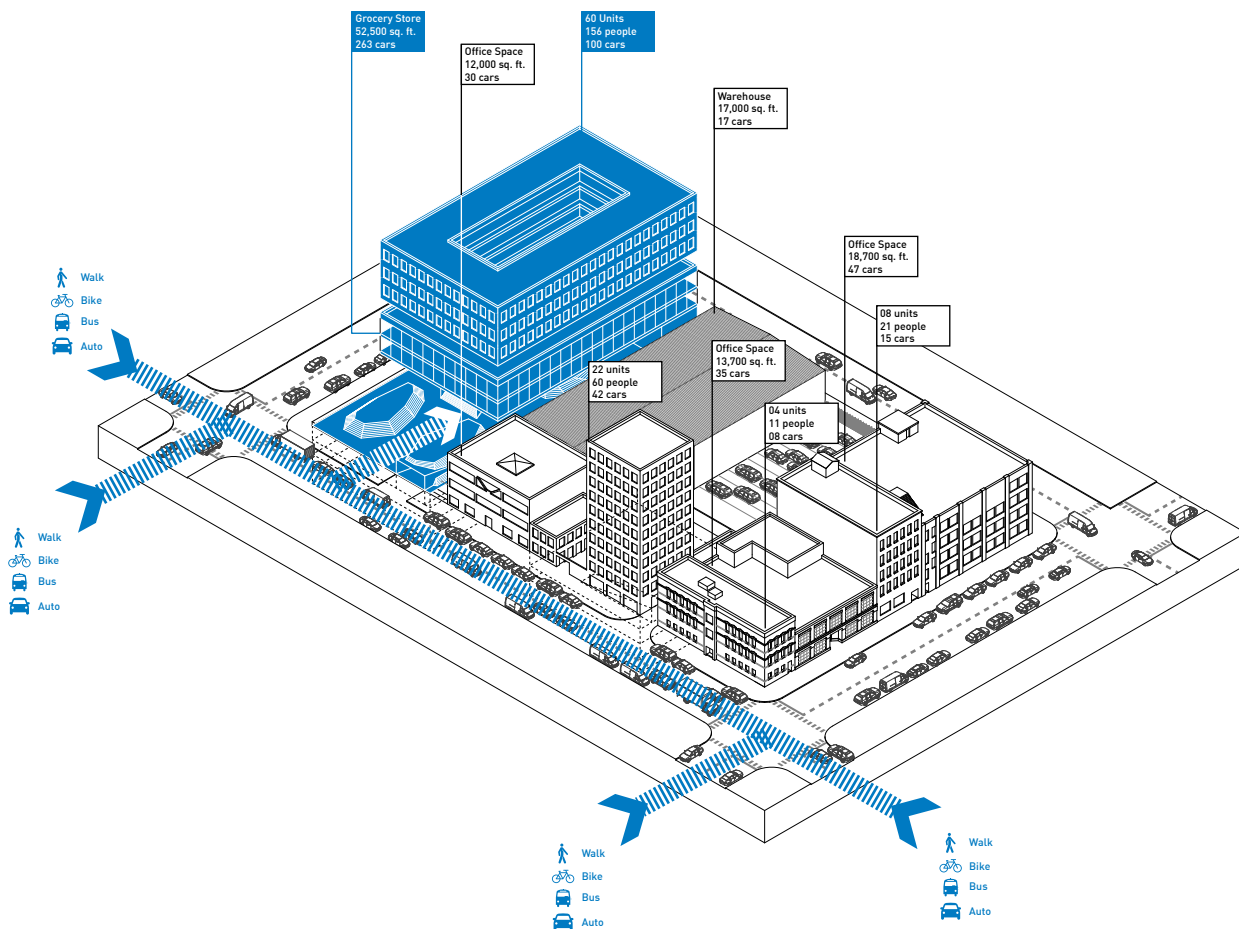 Grocery Store
52,500 sq. ft.
263 cars
60 Units
156 people
100 cars
Office Space
12,000 sq. ft.
30 cars
Warehouse
17,000 sq. ft.
17 cars
Office Space
18,700 sq. ft.
47 cars
08 units
21 people
15 cars
Office Space
13,700 sq. ft.
35 cars
22 units
60 people
42 cars
04 units
11 people
08 cars
Walk
Bike
Bus
Auto
Walk
Bike
Bus
Auto
Walk
Bike
Bus
Auto
Walk
Bike
Bus
Auto